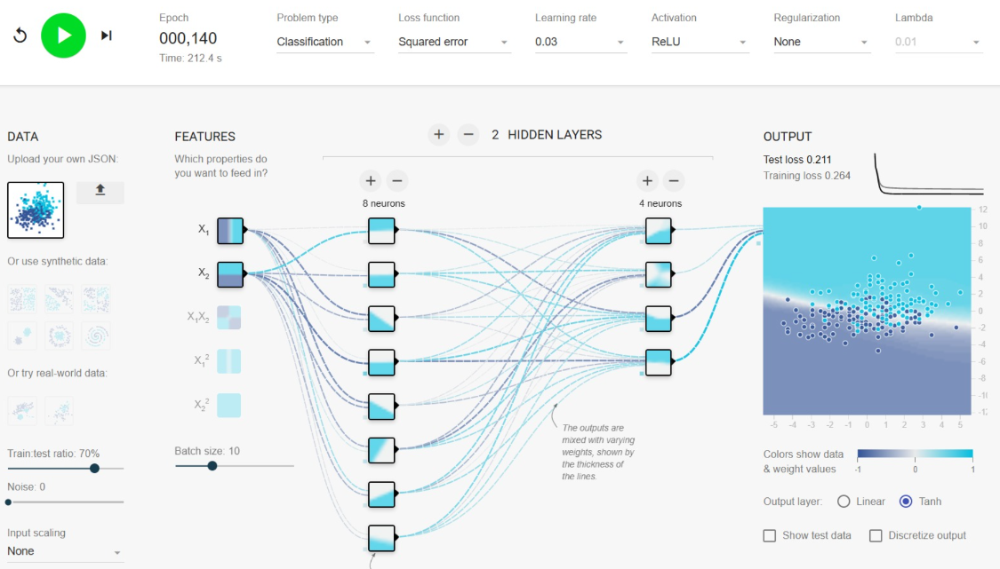 Epoch
000,140
Time: 212.4 s
Problem type
Classification
Loss function
Squared error
Learning rate
0.03
Activation
ReLU
Regularization
None
Lambda
0.01
DATA
Upload your own JSON:
Or use synthetic data:
Or try real-world data:
Train:test ratio: 70%
Noise: 0
Input scaling
None
FEATURES
Which properties do
you want to feed in?
X₁
X₂
X₁X₂
X₁²
X₂²
Batch size: 10
+ − 2 HIDDEN LAYERS
+ −
8 neurons
+ −
4 neurons
The outputs are
mixed with varying
weights, shown by
the thickness of
the lines.
OUTPUT
Test loss 0.211
Training loss 0.264
12
10
8
6
4
2
0
-2
-4
-6
-8
-5 -4 -3 -2 -1 0 1 2 3 4 5
Colors show data
& weight values
-1 0 1
Output layer: Linear Tanh
Show test data Discretize output